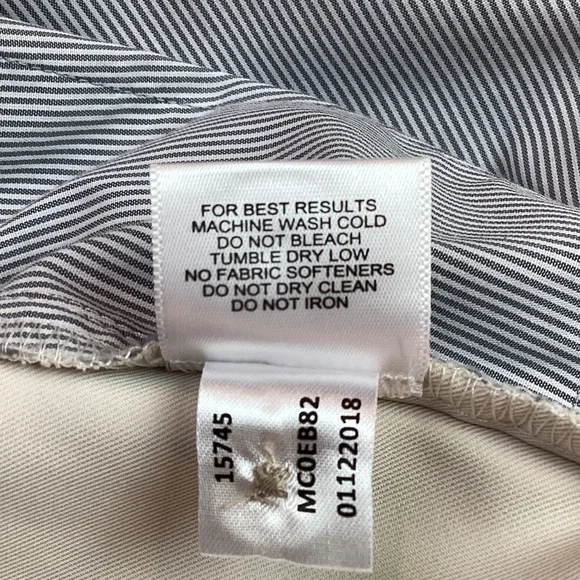 FOR BEST RESULTS
MACHINE WASH COLD
DO NOT BLEACH
TUMBLE DRY LOW
NO FABRIC SOFTENERS
DO NOT DRY CLEAN
DO NOT IRON
15745
MC0EB82
01122018